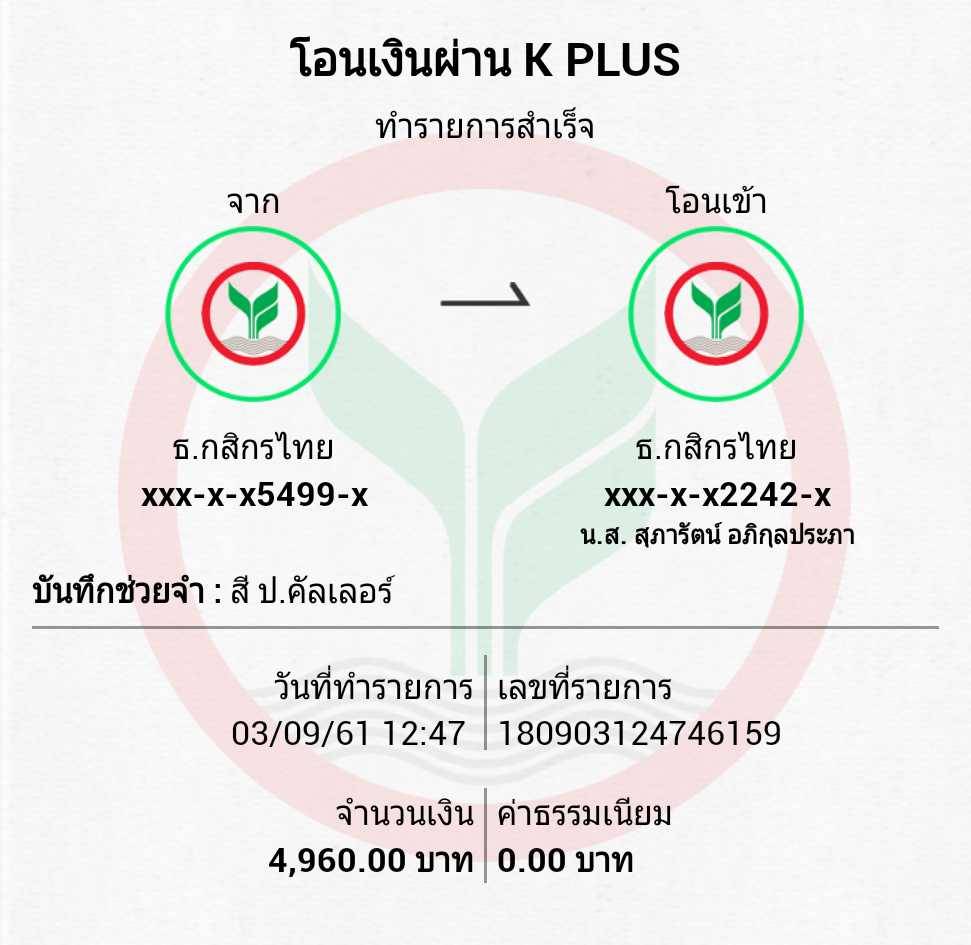 โอนเงินผ่าน K PLUS
ทำรายการสำเร็จ
จาก
โอนเข้า
ธ.กสิกรไทย
xxx-x-x5499-x
ธ.กสิกรไทย
xxx-x-x2242-x
น.ส. สุภารัตน์ อภิกุลประภา
บันทึกช่วยจำ : สี ป.คัลเลอร์
วันที่ทำรายการ
03/09/61 12:47
เลขที่รายการ
180903124746159
จำนวนเงิน
4,960.00 บาท
ค่าธรรมเนียม
0.00 บาท